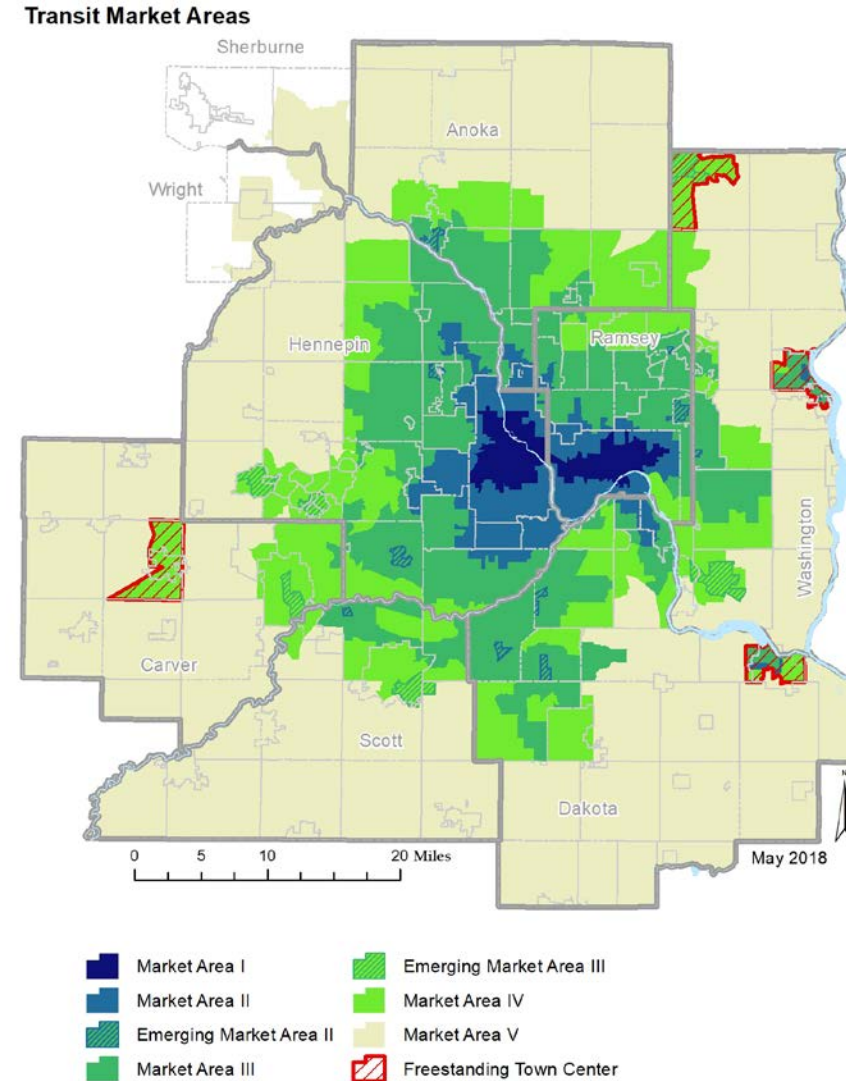 Transit Market Areas
Sherburne
Anoka
Wright
Hennepin
Ramsey
Washington
Carver
Scott
Dakota
0 5 10 20 Miles
N
May 2018
Market Area I
Emerging Market Area III
Market Area II
Market Area IV
Emerging Market Area II
Market Area V
Market Area III
Freestanding Town Center